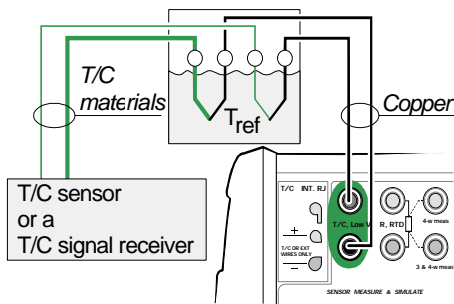 T/C
materials
Tref
Copper
T/C sensor
or a
T/C signal receiver
T/C INT. RJ
4-w meas
T/C, Low V R, RTD
+
T/C OR EXT
WIRES ONLY
−
3 & 4-w meas
SENSOR MEASURE & SIMULATE